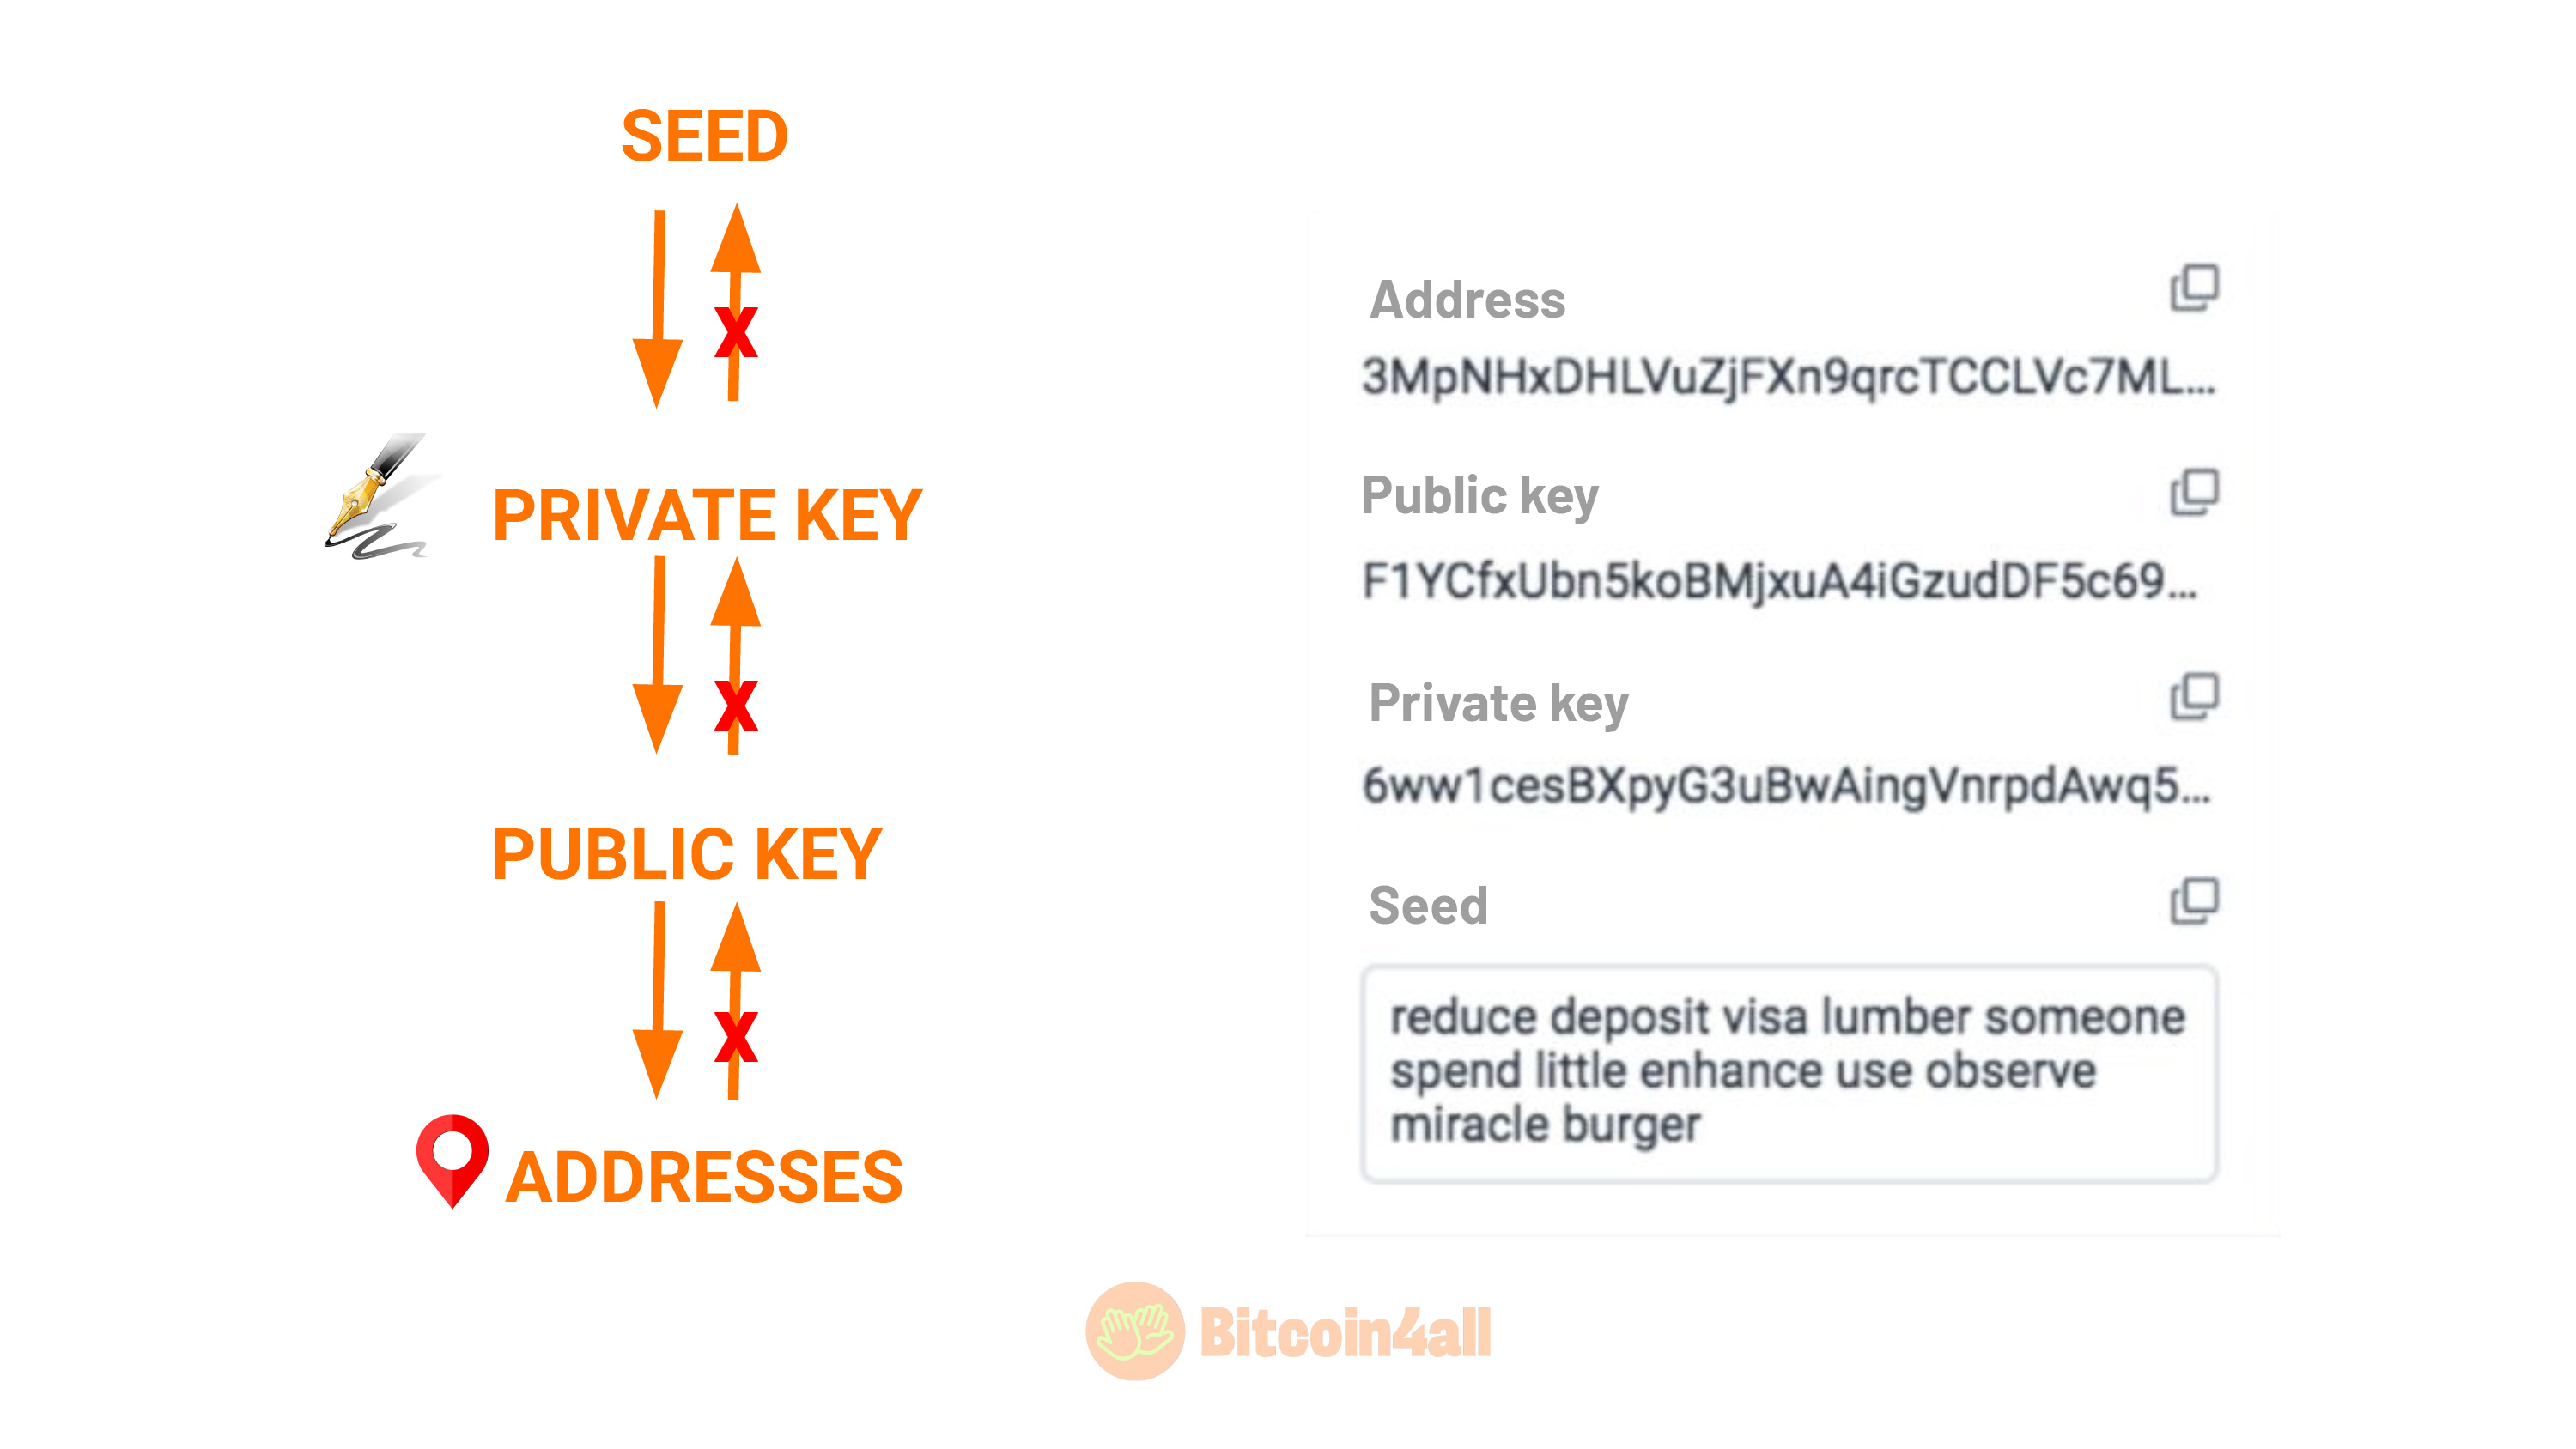 SEED
X
PRIVATE KEY
X
PUBLIC KEY
X
ADDRESSES
Address
3MpNHxDHLVuZjFXn9qrcTCCLVc7ML...
Public key
F1YCfxUbn5koBMjxuA4iGzudDF5c69...
Private key
6ww1cesBXpyG3uBwAingVnrpdAwq5...
Seed
reduce deposit visa lumber someone
spend little enhance use observe
miracle burger
Bitcoin4all